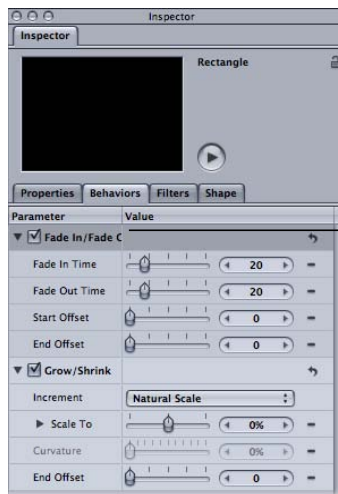 Inspector
Inspector
Rectangle
Properties Behaviors Filters Shape
Parameter Value
Fade In/Fade C
Fade In Time 20
Fade Out Time 20
Start Offset 0
End Offset 0
Grow/Shrink
Increment Natural Scale
Scale To 0%
Curvature 0%
End Offset 0